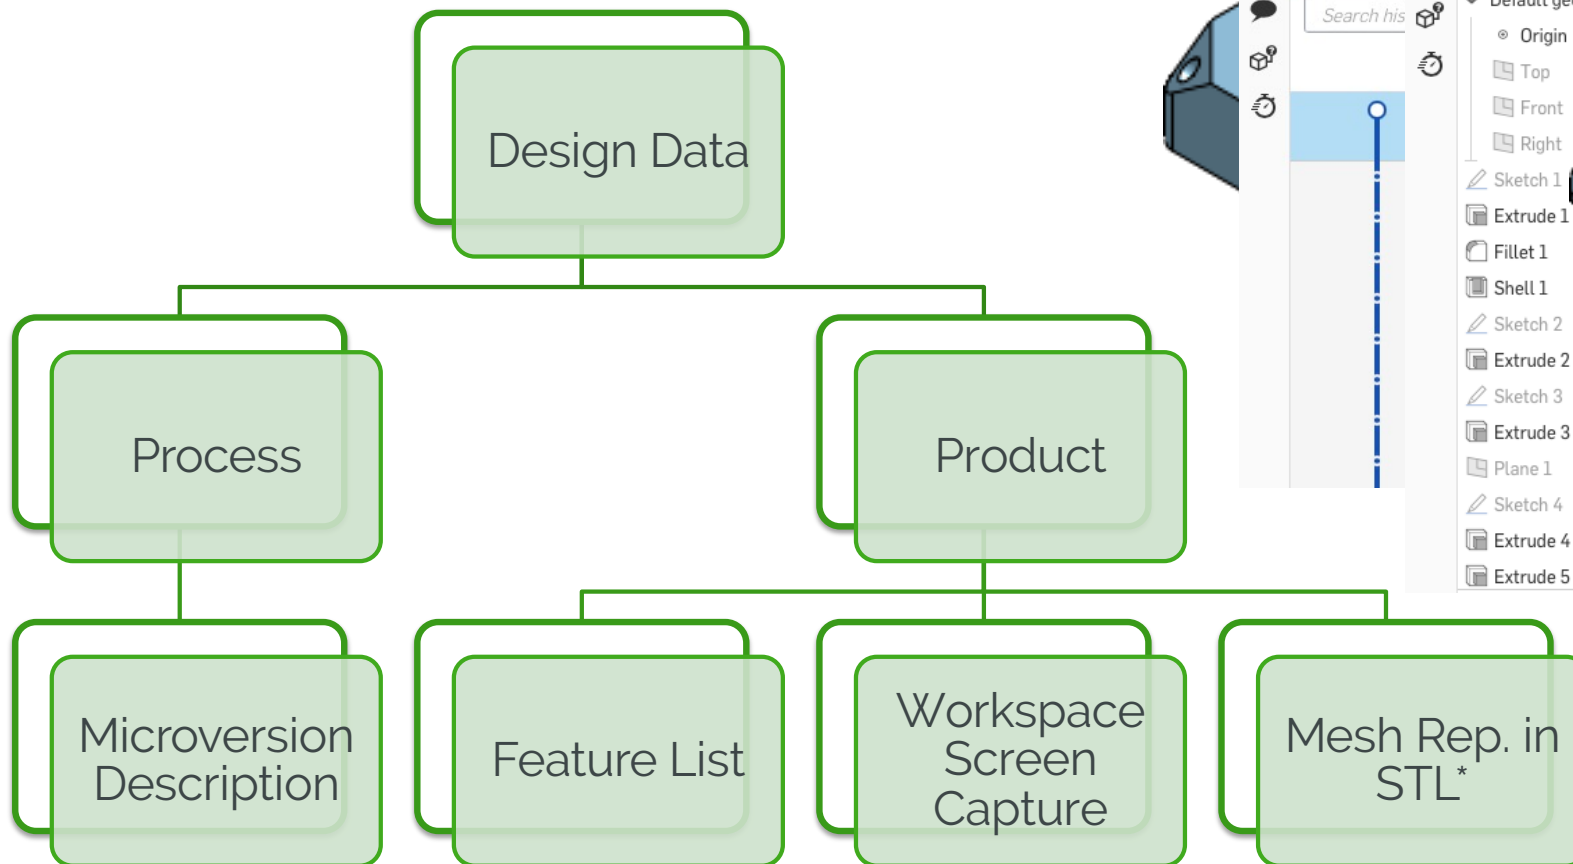 Design Data
Process
Product
Microversion
Description
Feature List
Workspace
Screen
Capture
Mesh Rep. in
STL*
Search his
Default geo
Origin
Top
Front
Right
Sketch 1
Extrude 1
Fillet 1
Shell 1
Sketch 2
Extrude 2
Sketch 3
Extrude 3
Plane 1
Sketch 4
Extrude 4
Extrude 5